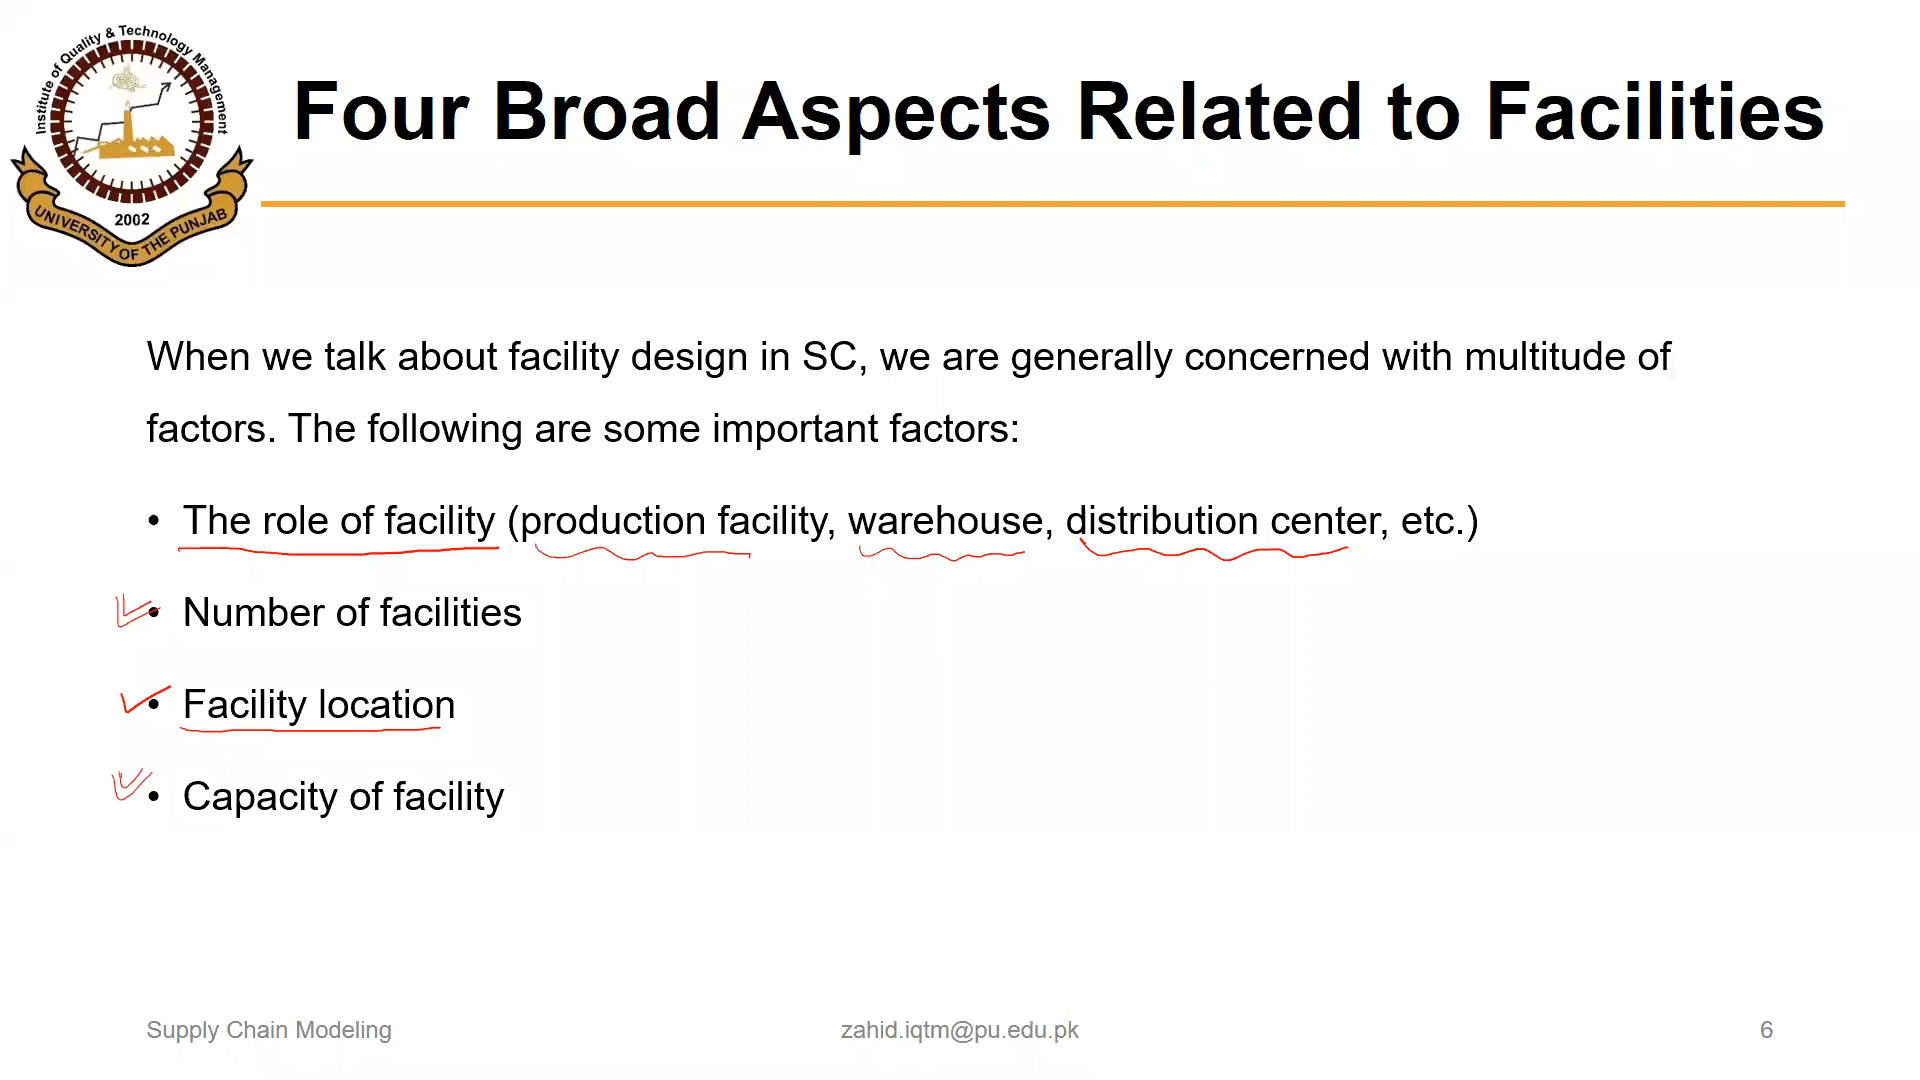 Institute of Quality & Technology Management
2002
UNIVERSITY OF THE PUNJAB
Four Broad Aspects Related to Facilities
When we talk about facility design in SC, we are generally concerned with multitude of
factors. The following are some important factors:
• The role of facility (production facility, warehouse, distribution center, etc.)
• Number of facilities
• Facility location
• Capacity of facility
Supply Chain Modeling
zahid.iqtm@pu.edu.pk
6